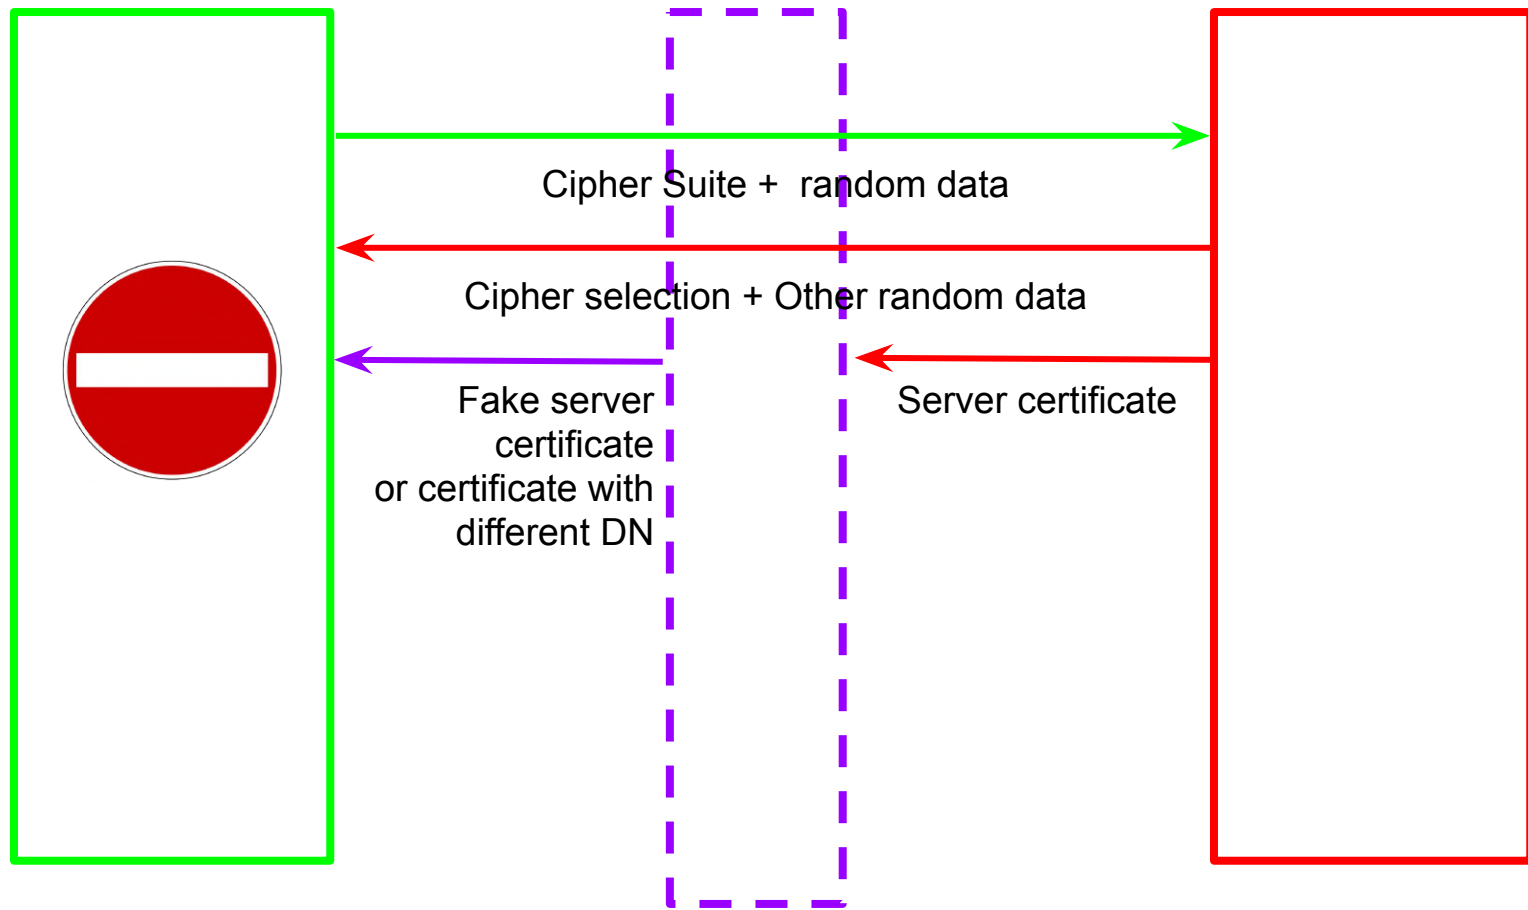 Cipher Suite +  random data
Cipher selection + Other random data
Fake server
certificate
or certificate with
different DN
Server certificate